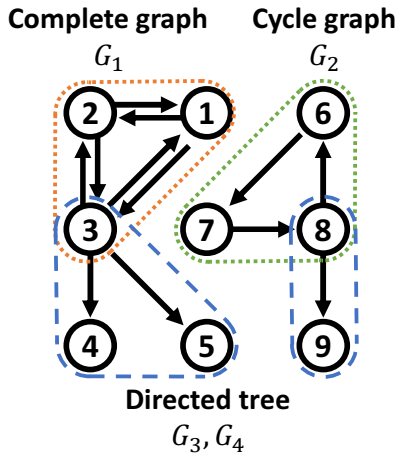 Complete graph Cycle graph
G₁ G₂
2 1 6
3 7 8
4 5 9
Directed tree
G₃, G₄